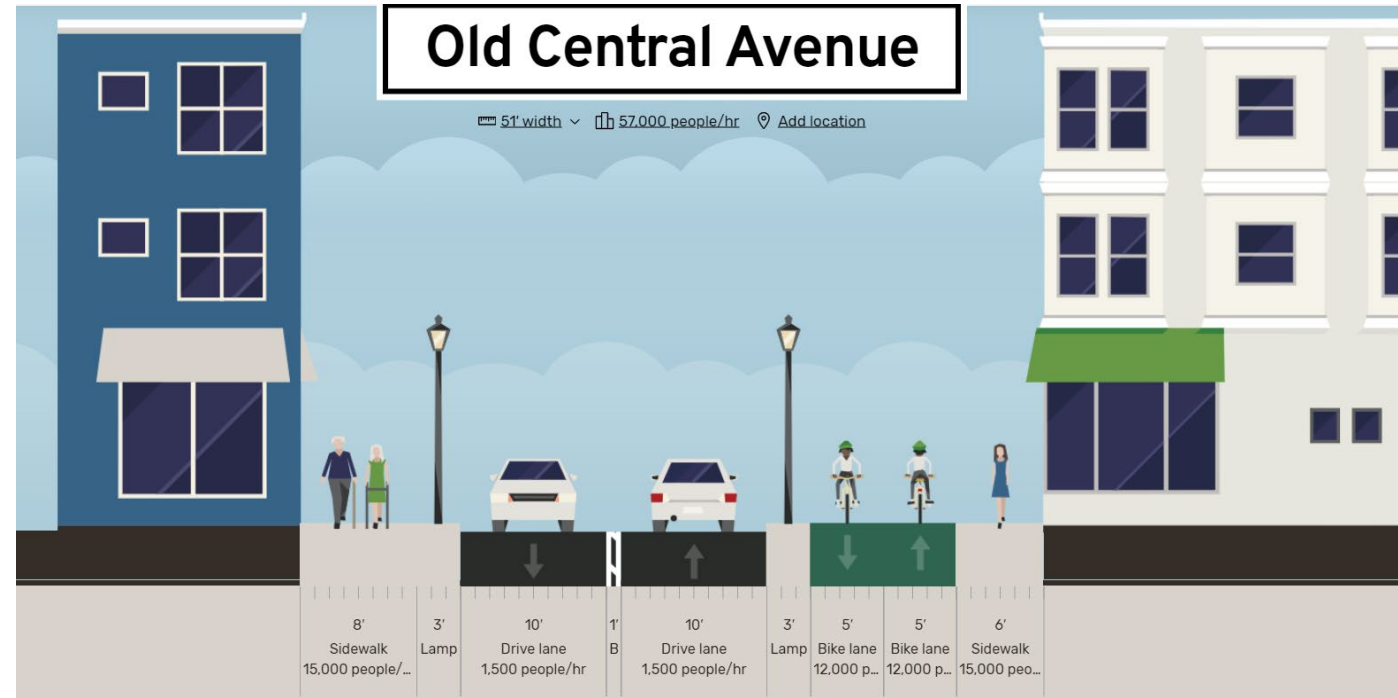 Old Central Avenue
51' width 57,000 people/hr Add location
8' 3' 10' 1' 10' 3' 5' 5' 6'
Sidewalk Lamp Drive lane B Drive lane Lamp Bike lane Bike lane Sidewalk
15,000 people/... 1,500 people/hr 1,500 people/hr 12,000 p... 12,000 p... 15,000 peo...